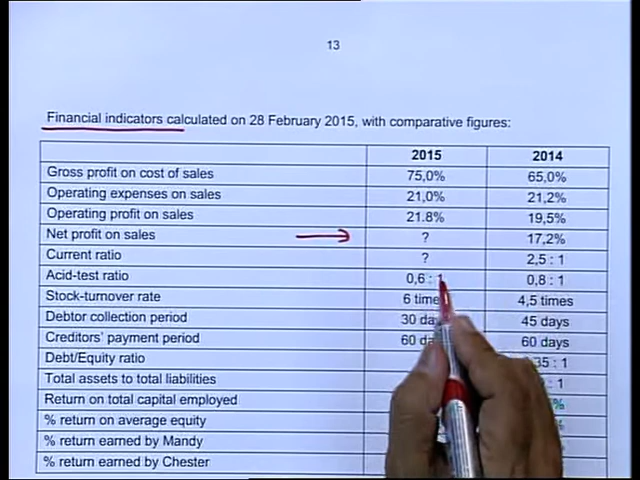 13
Financial indicators calculated on 28 February 2015, with comparative figures:
2015 2014
Gross profit on cost of sales 75,0% 65,0%
Operating expenses on sales 21,0% 21,2%
Operating profit on sales 21.8% 19,5%
Net profit on sales ? 17,2%
Current ratio ? 2,5 : 1
Acid-test ratio 0,6 : 1 0,8 : 1
Stock-turnover rate 6 time 4,5 times
Debtor collection period 30 da 45 days
Creditors' payment period 60 da 60 days
Debt/Equity ratio 35 : 1
Total assets to total liabilities : 1
Return on total capital employed %
% return on average equity
% return earned by Mandy
% return earned by Chester